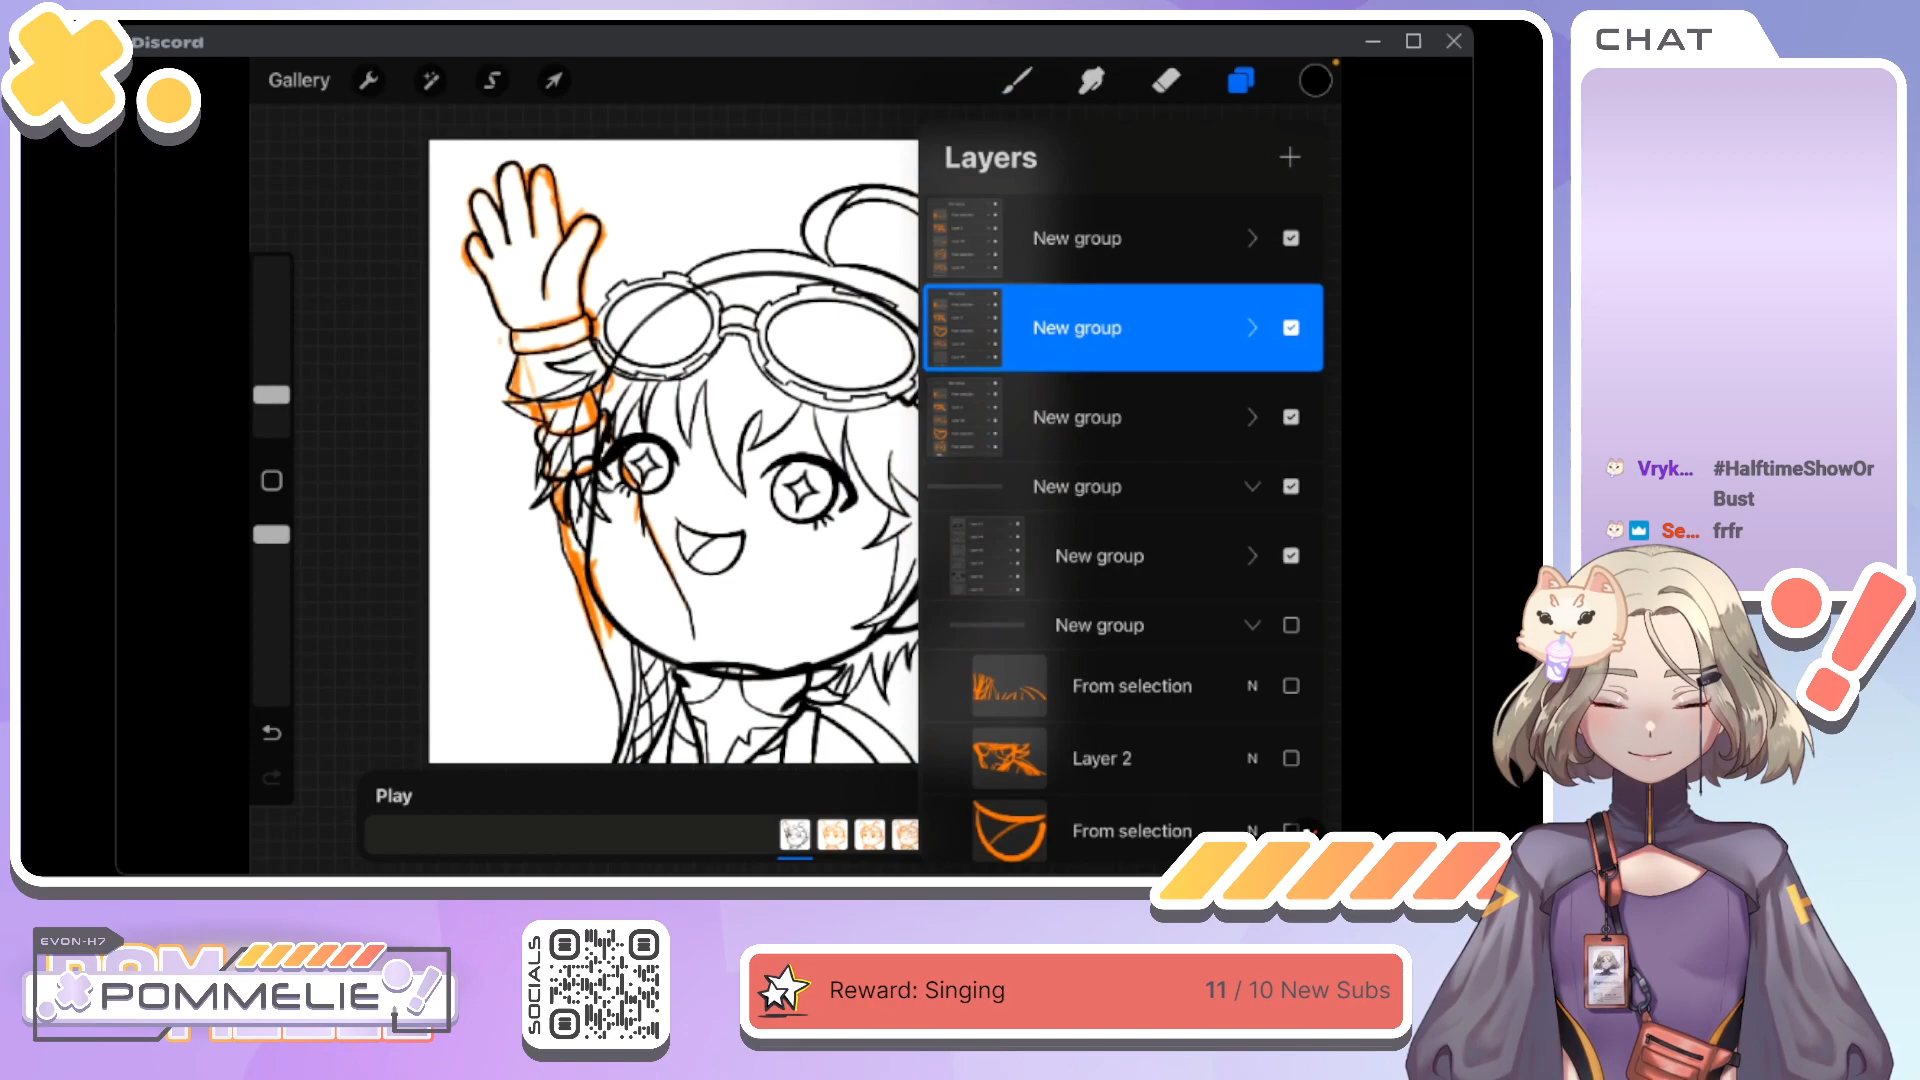 Discord
CHAT
Gallery
Layers
New group
New group
New group
New group
New group
New group
From selection N
Layer 2 N
From selection N
Play
Vryk... #HalftimeShowOr
Bust
Se... frfr
EVON-H7
POMMELIE
SOCIALS
Reward: Singing 11 / 10 New Subs